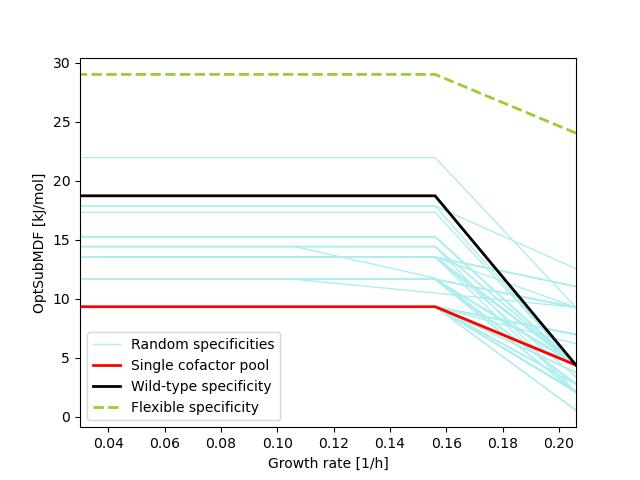 30
25
20
15
10
5
0
OptSubMDF [kJ/mol]
Random specificities
Single cofactor pool
Wild-type specificity
Flexible specificity
0.04 0.06 0.08 0.10 0.12 0.14 0.16 0.18 0.20
Growth rate [1/h]